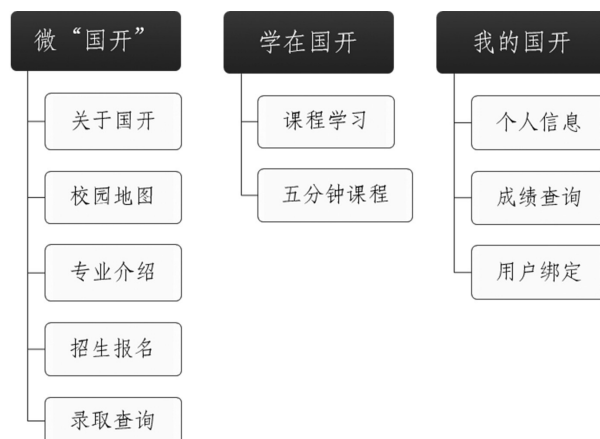 微“国开”
关于国开
校园地图
专业介绍
招生报名
录取查询
学在国开
课程学习
五分钟课程
我的国开
个人信息
成绩查询
用户绑定